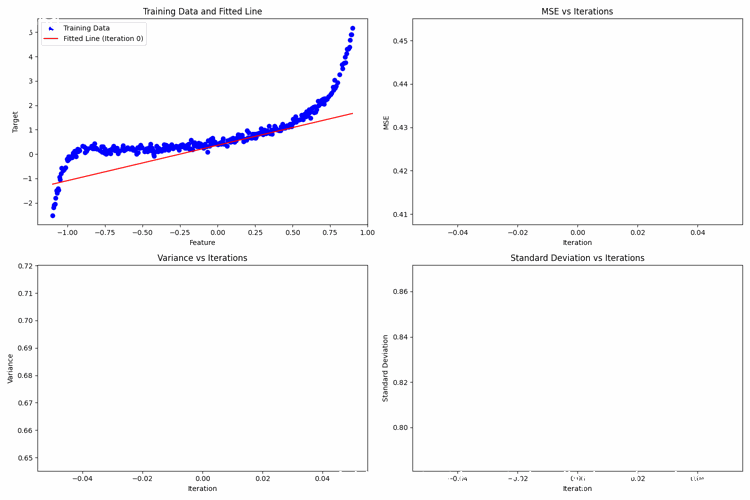 Training Data and Fitted Line
Training Data
Fitted Line (Iteration 0)
5
4
3
2
1
0
−1
−2
Target
−1.00 −0.75 −0.50 −0.25 0.00 0.25 0.50 0.75 1.00
Feature
MSE vs Iterations
0.45
0.44
0.43
0.42
0.41
MSE
−0.04 −0.02 0.00 0.02 0.04
Iteration
Variance vs Iterations
0.72
0.71
0.70
0.69
0.68
0.67
0.66
0.65
Variance
−0.04 −0.02 0.00 0.02 0.04
Iteration
Standard Deviation vs Iterations
0.86
0.84
0.82
0.80
Standard Deviation
Iteration